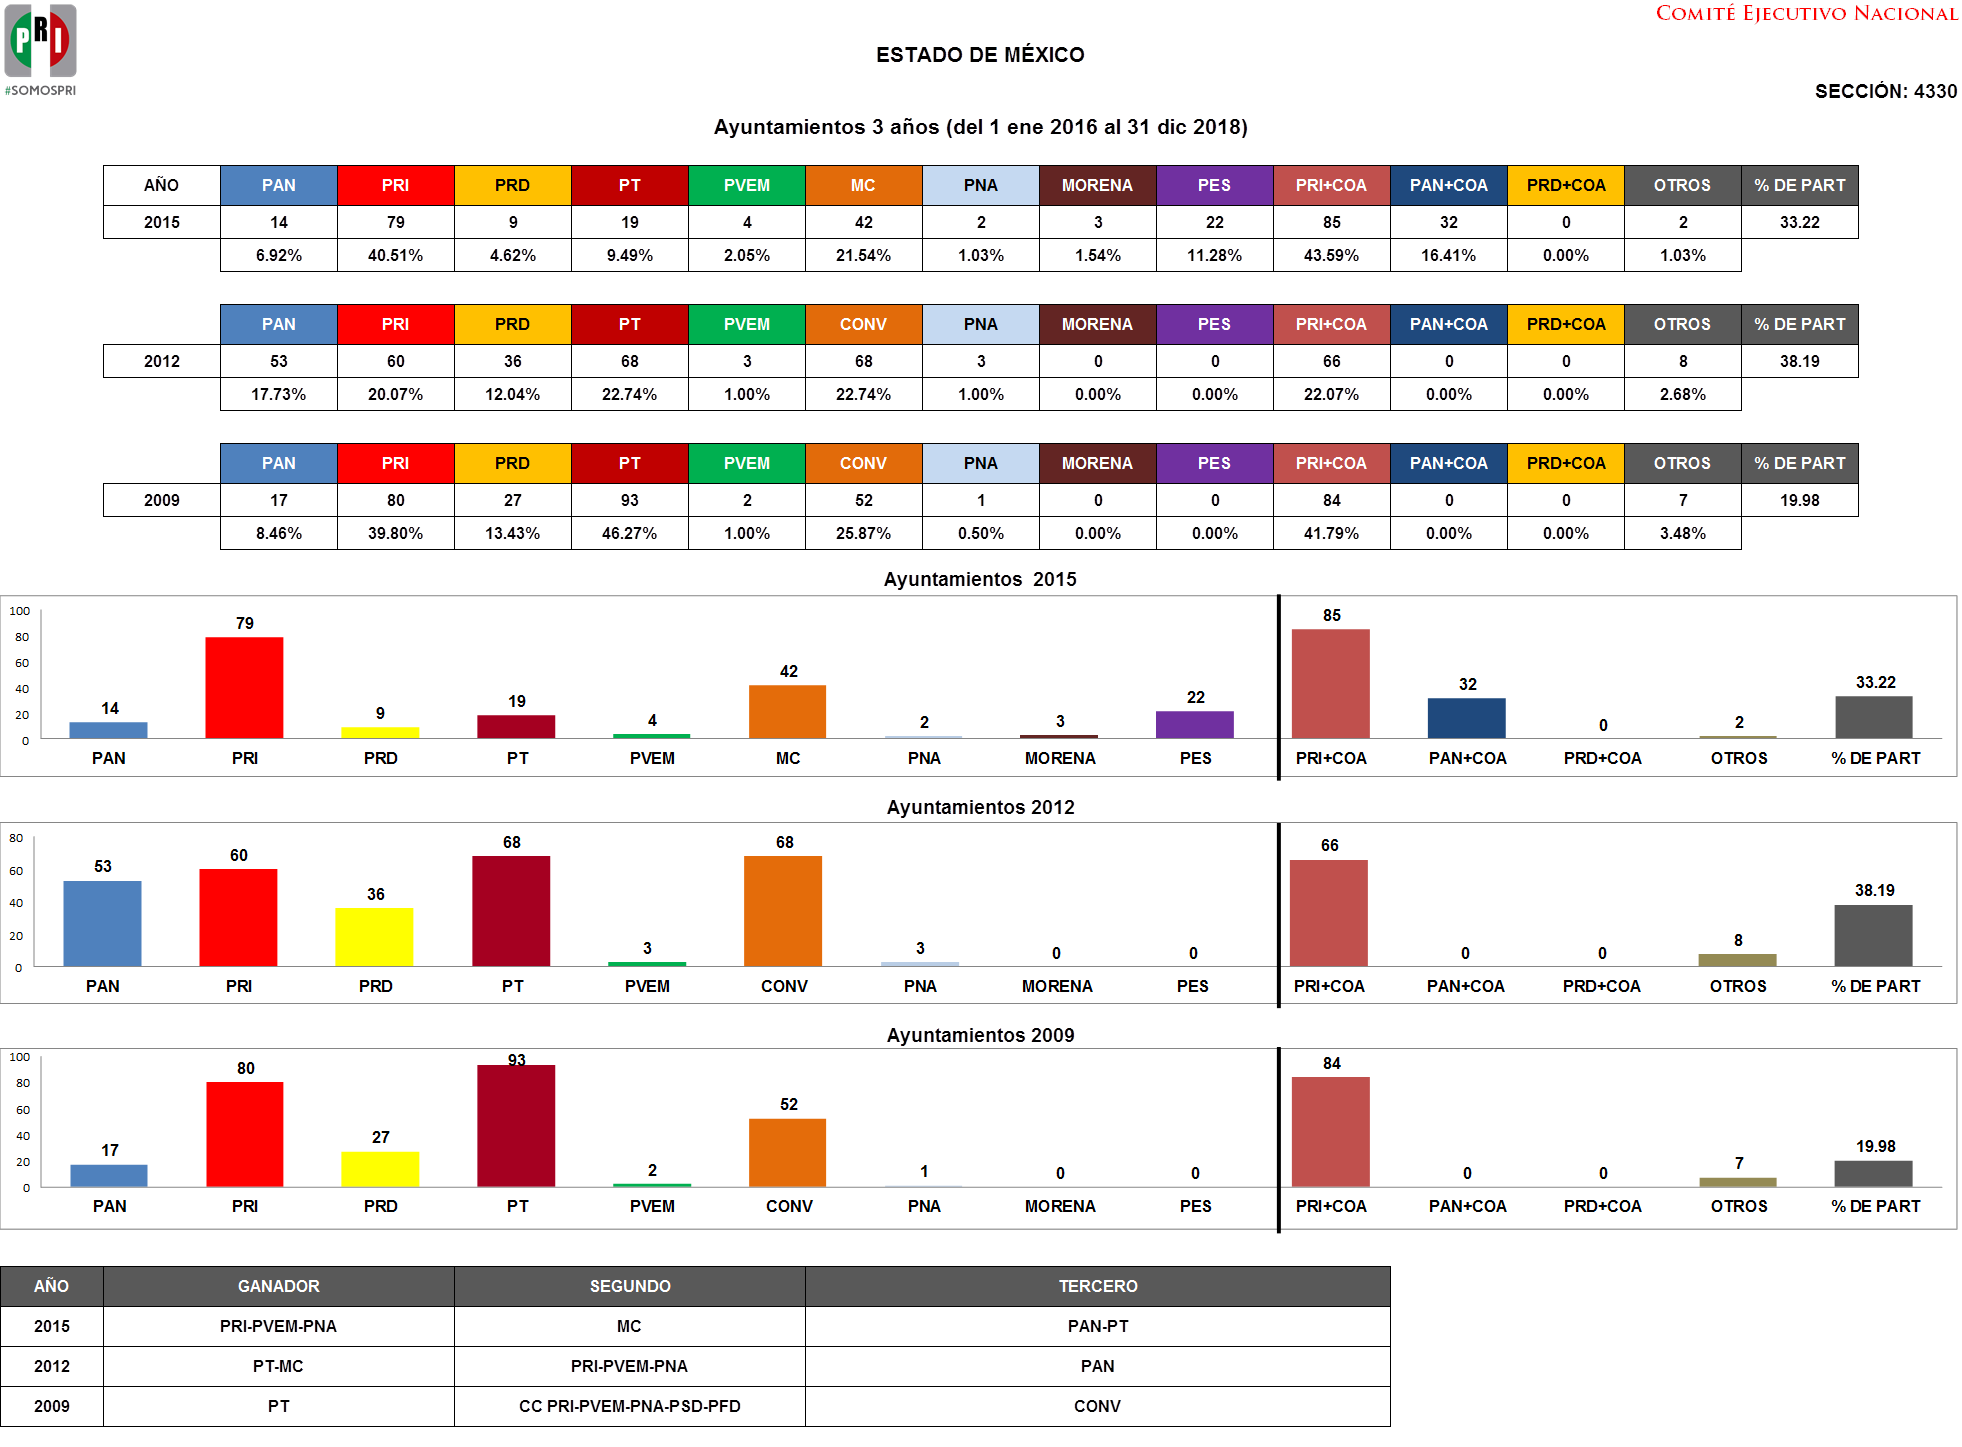 PRI
#SOMOSPRI
COMITÉ EJECUTIVO NACIONAL
ESTADO DE MÉXICO
SECCIÓN: 4330
Ayuntamientos 3 años (del 1 ene 2016 al 31 dic 2018)
AÑO PAN PRI PRD PT PVEM MC PNA MORENA PES PRI+COA PAN+COA PRD+COA OTROS % DE PART
2015 14 79 9 19 4 42 2 3 22 85 32 0 2 33.22
6.92% 40.51% 4.62% 9.49% 2.05% 21.54% 1.03% 1.54% 11.28% 43.59% 16.41% 0.00% 1.03%
PAN PRI PRD PT PVEM CONV PNA MORENA PES PRI+COA PAN+COA PRD+COA OTROS % DE PART
2012 53 60 36 68 3 68 3 0 0 66 0 0 8 38.19
17.73% 20.07% 12.04% 22.74% 1.00% 22.74% 1.00% 0.00% 0.00% 22.07% 0.00% 0.00% 2.68%
PAN PRI PRD PT PVEM CONV PNA MORENA PES PRI+COA PAN+COA PRD+COA OTROS % DE PART
2009 17 80 27 93 2 52 1 0 0 84 0 0 7 19.98
8.46% 39.80% 13.43% 46.27% 1.00% 25.87% 0.50% 0.00% 0.00% 41.79% 0.00% 0.00% 3.48%
Ayuntamientos 2015
100
80
60
40
20
0
14 79 9 19 4 42 2 3 22 85 32 0 2 33.22
PAN PRI PRD PT PVEM MC PNA MORENA PES PRI+COA PAN+COA PRD+COA OTROS % DE PART
Ayuntamientos 2012
80
60
40
20
0
53 60 36 68 3 68 3 0 0 66 0 0 8 38.19
PAN PRI PRD PT PVEM CONV PNA MORENA PES PRI+COA PAN+COA PRD+COA OTROS % DE PART
Ayuntamientos 2009
100
80
60
40
20
0
17 80 27 93 2 52 1 0 0 84 0 0 7 19.98
PAN PRI PRD PT PVEM CONV PNA MORENA PES PRI+COA PAN+COA PRD+COA OTROS % DE PART
AÑO GANADOR SEGUNDO TERCERO
2015 PRI-PVEM-PNA MC PAN-PT
2012 PT-MC PRI-PVEM-PNA PAN
2009 PT CC PRI-PVEM-PNA-PSD-PFD CONV